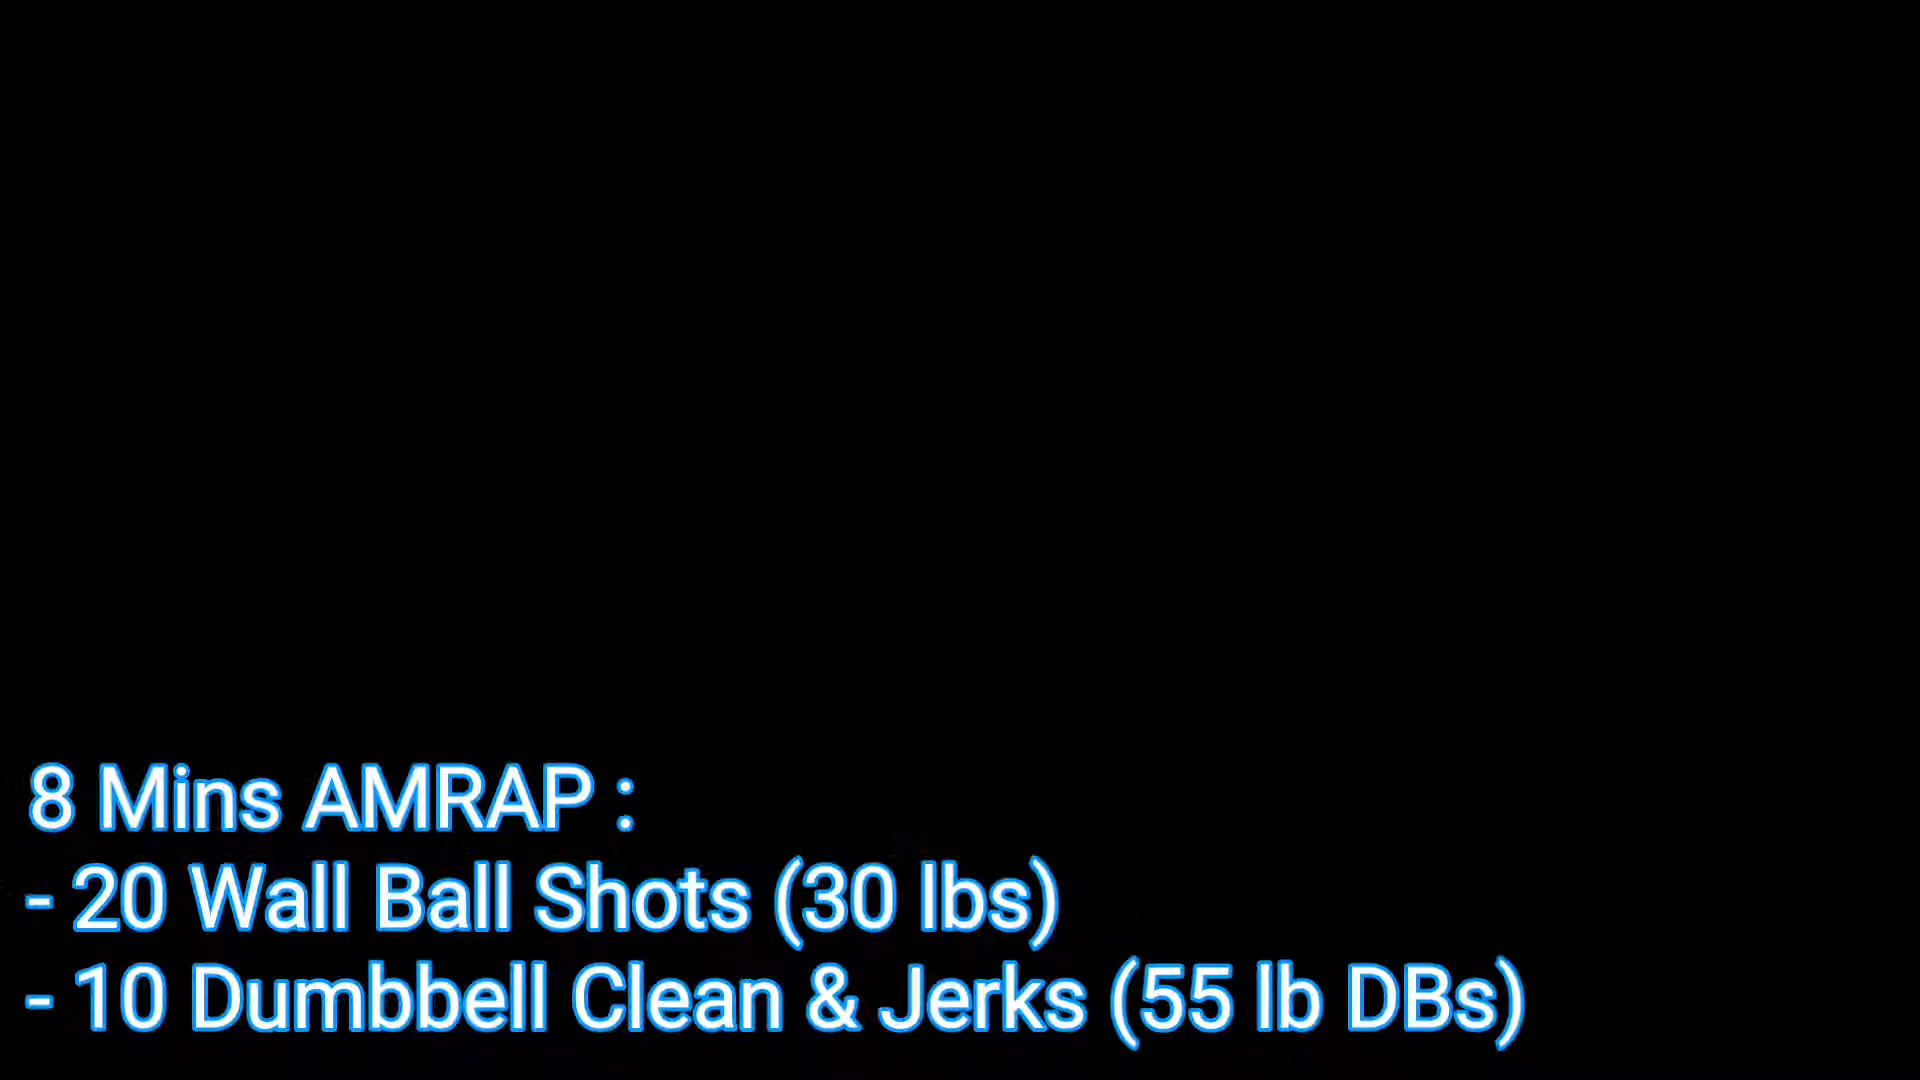 8 Mins AMRAP :
- 20 Wall Ball Shots (30 lbs)
- 10 Dumbbell Clean & Jerks (55 lb DBs)